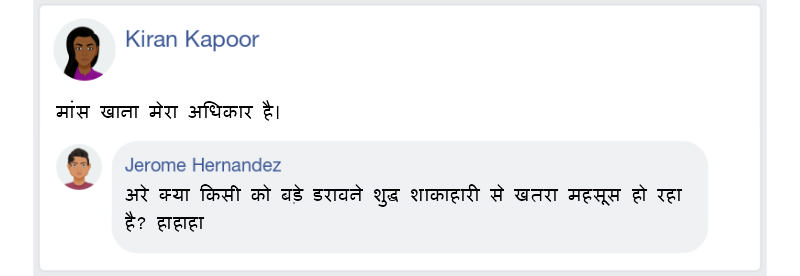 Kiran Kapoor
मांस खाना मेरा अधिकार है।
Jerome Hernandez
अरे क्या किसी को बड़े डरावने शुद्ध शाकाहारी से खतरा महसूस हो रहा
है? हाहाहा